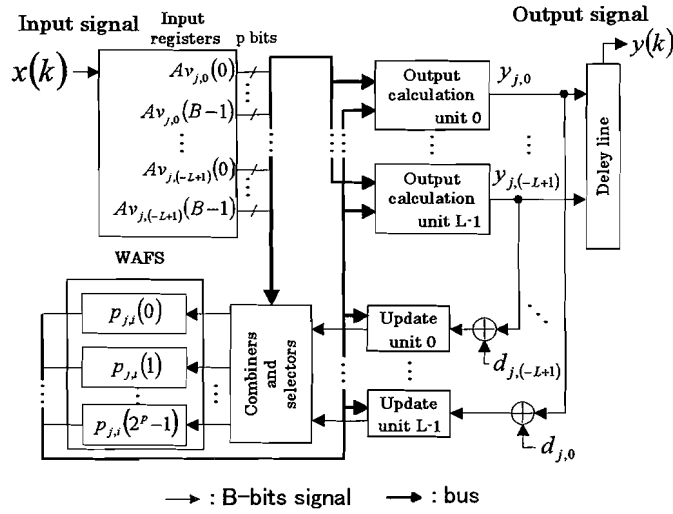 Input signal
x(k)
Input
registers
p bits
Av_{j,0}(0)
Av_{j,0}(B−1)
Av_{j,(-L+1)}(0)
Av_{j,(-L+1)}(B−1)
Output
calculation
unit 0
Output
calculation
unit L-1
y_{j,0}
y_{j,(-L+1)}
Output signal
y(k)
Deley line
WAFS
p_{j,i}(0)
p_{j,i}(1)
p_{j,i}(2^P−1)
Combiners
and
selectors
Update
unit 0
Update
unit L-1
d_{j,(-L+1)}
d_{j,0}
: B-bits signal
: bus